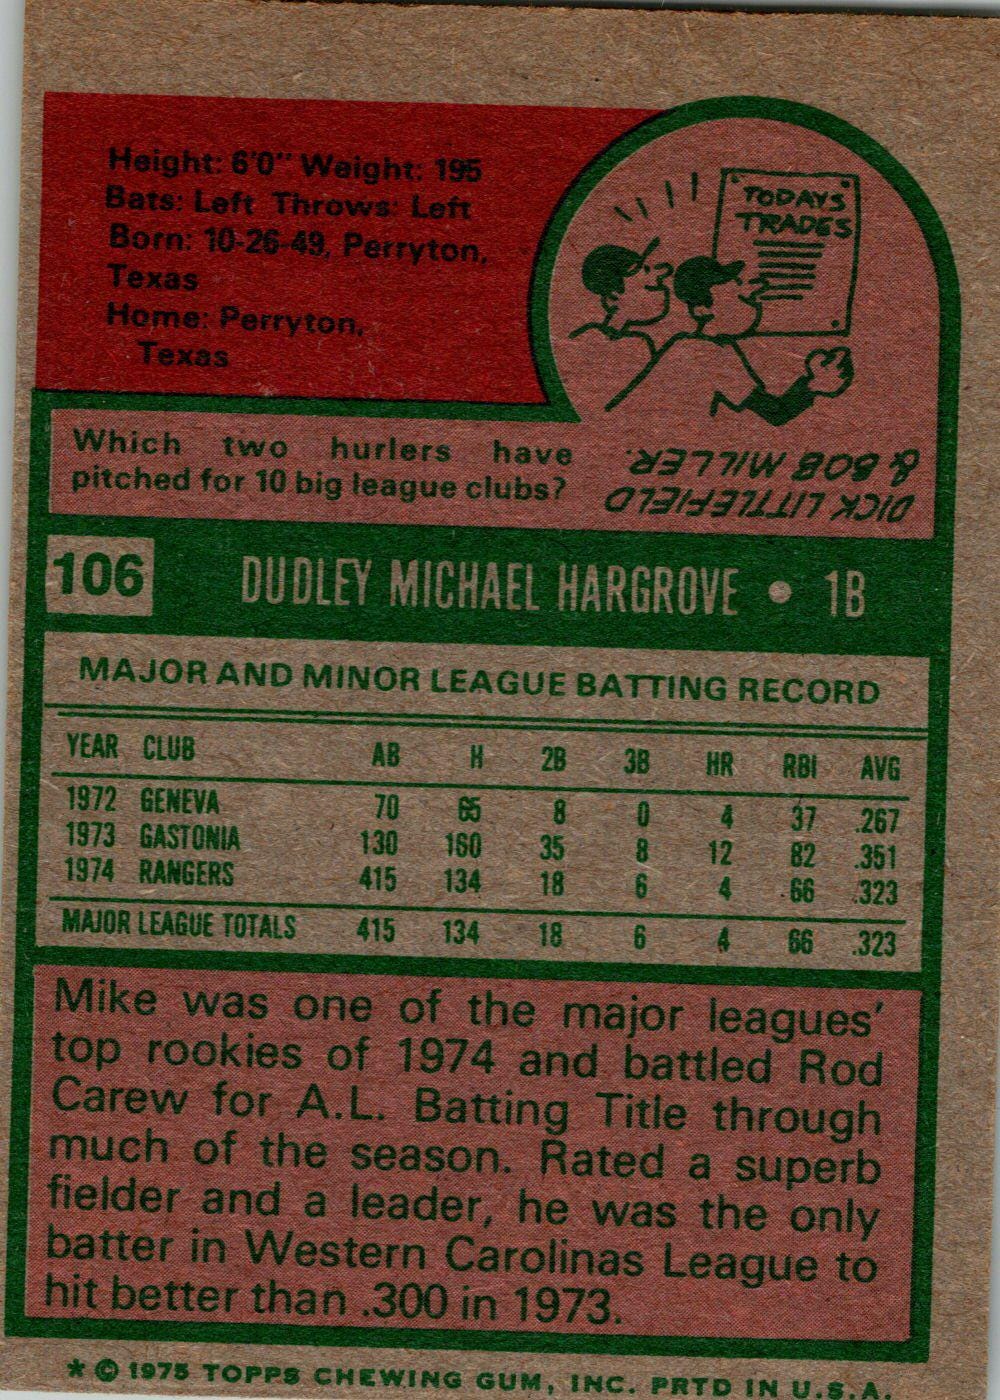 Height: 6'0" Weight: 195
Bats: Left Throws: Left
Born: 10-26-49, Perryton,
Texas
Home: Perryton,
Texas
TODAYS
TRADES
Which two hurlers have
pitched for 10 big league clubs?
DICK LITTLEFIELD
& BOB MILLER.
106 DUDLEY MICHAEL HARGROVE • 1B
MAJOR AND MINOR LEAGUE BATTING RECORD
YEAR CLUB AB H 2B 3B HR RBI AVG
1972 GENEVA 70 65 8 0 4 37 .267
1973 GASTONIA 130 160 35 8 12 82 .351
1974 RANGERS 415 134 18 6 4 66 .323
MAJOR LEAGUE TOTALS 415 134 18 6 4 66 .323
Mike was one of the major leagues'
top rookies of 1974 and battled Rod
Carew for A.L. Batting Title through
much of the season. Rated a superb
fielder and a leader, he was the only
batter in Western Carolinas League to
hit better than .300 in 1973.
* © 1975 TOPPS CHEWING GUM, INC. PRTD IN U.S.A.